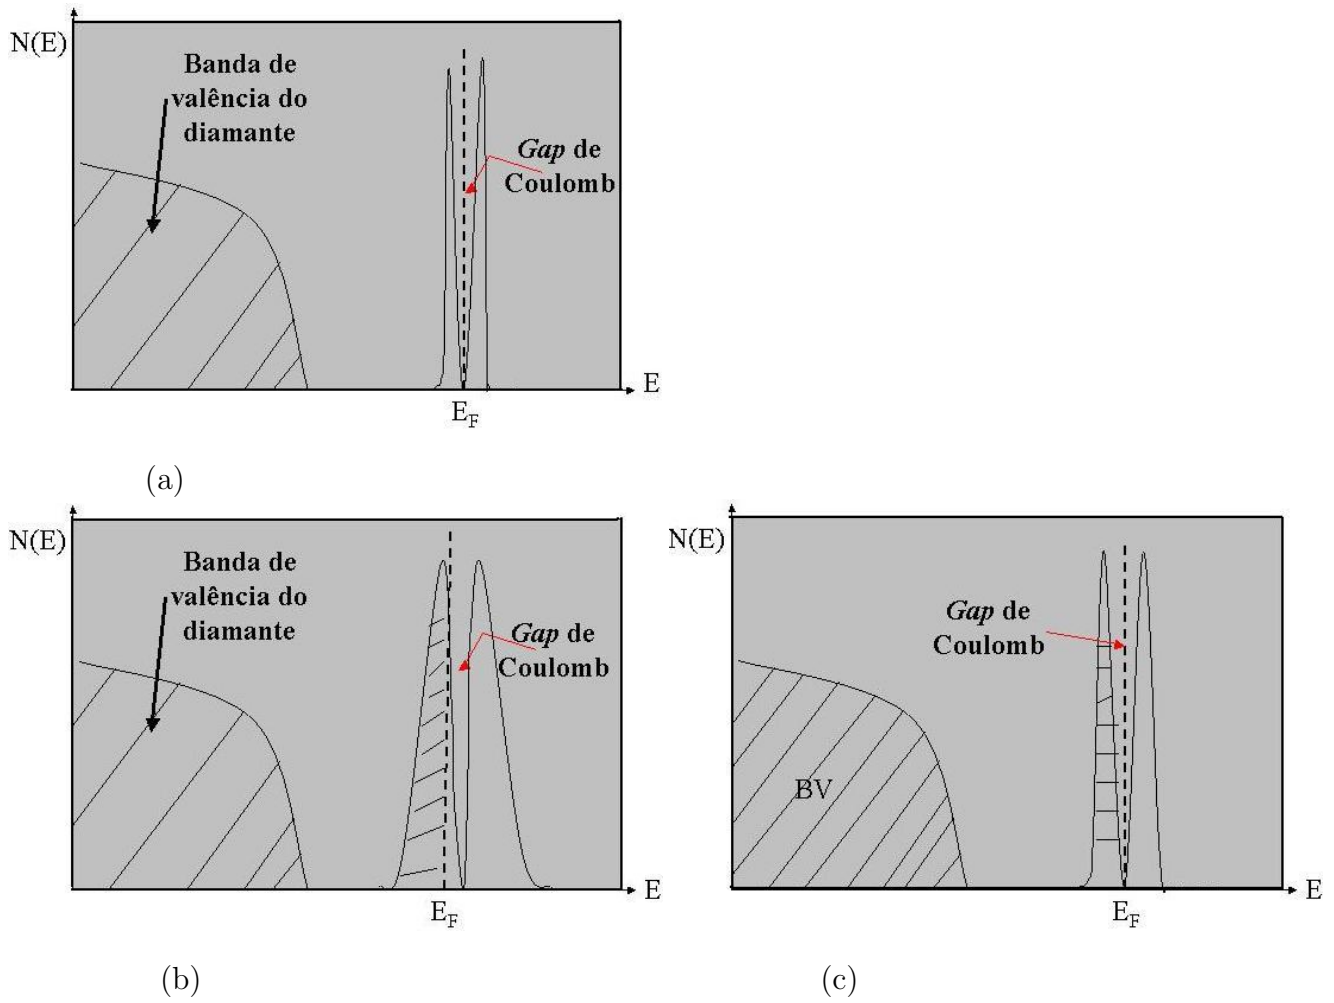 N(E)
Banda de
valência do
diamante
Gap de
Coulomb
E
E_F
(a)
N(E)
Banda de
valência do
diamante
Gap de
Coulomb
E
E_F
(b)
N(E)
Gap de
Coulomb
BV
E
E_F
(c)